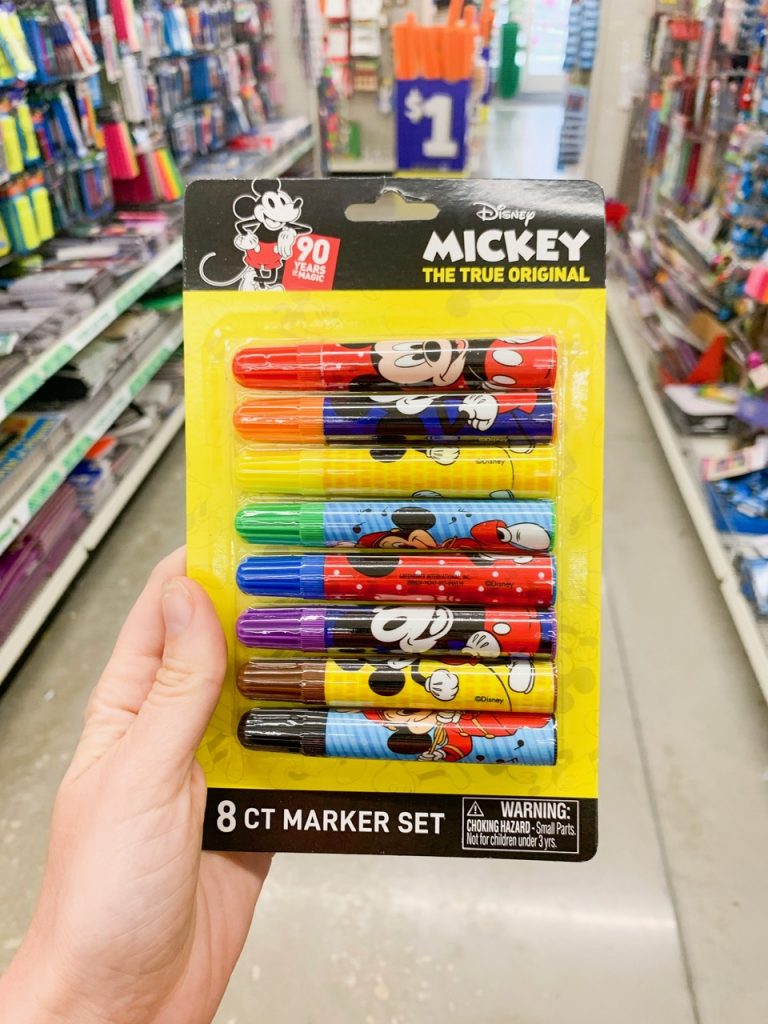 $1
Disney
MICKEY
THE TRUE ORIGINAL
90
YEARS
OF MAGIC
©Disney
©Disney
©Disney
8 CT MARKER SET
WARNING:
CHOKING HAZARD - Small Parts.
Not for children under 3 yrs.